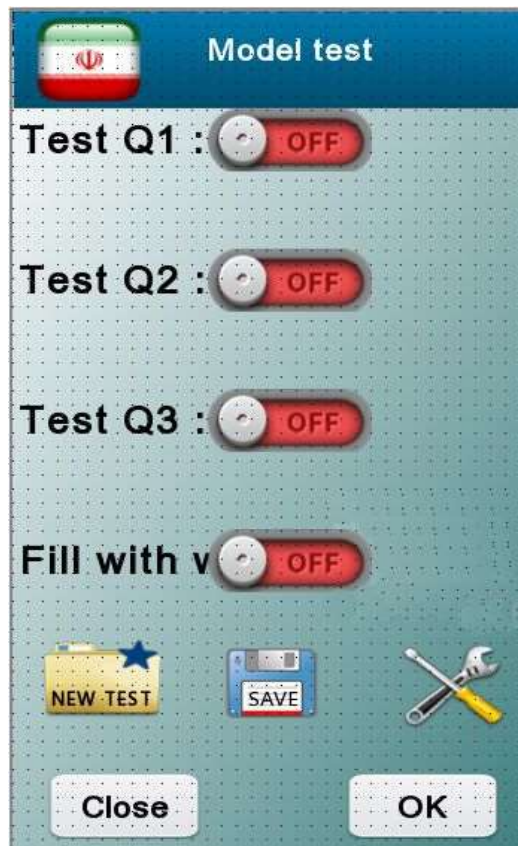 Model test
Test Q1 : OFF
Test Q2 : OFF
Test Q3 : OFF
Fill with OFF
NEW TEST SAVE
Close OK